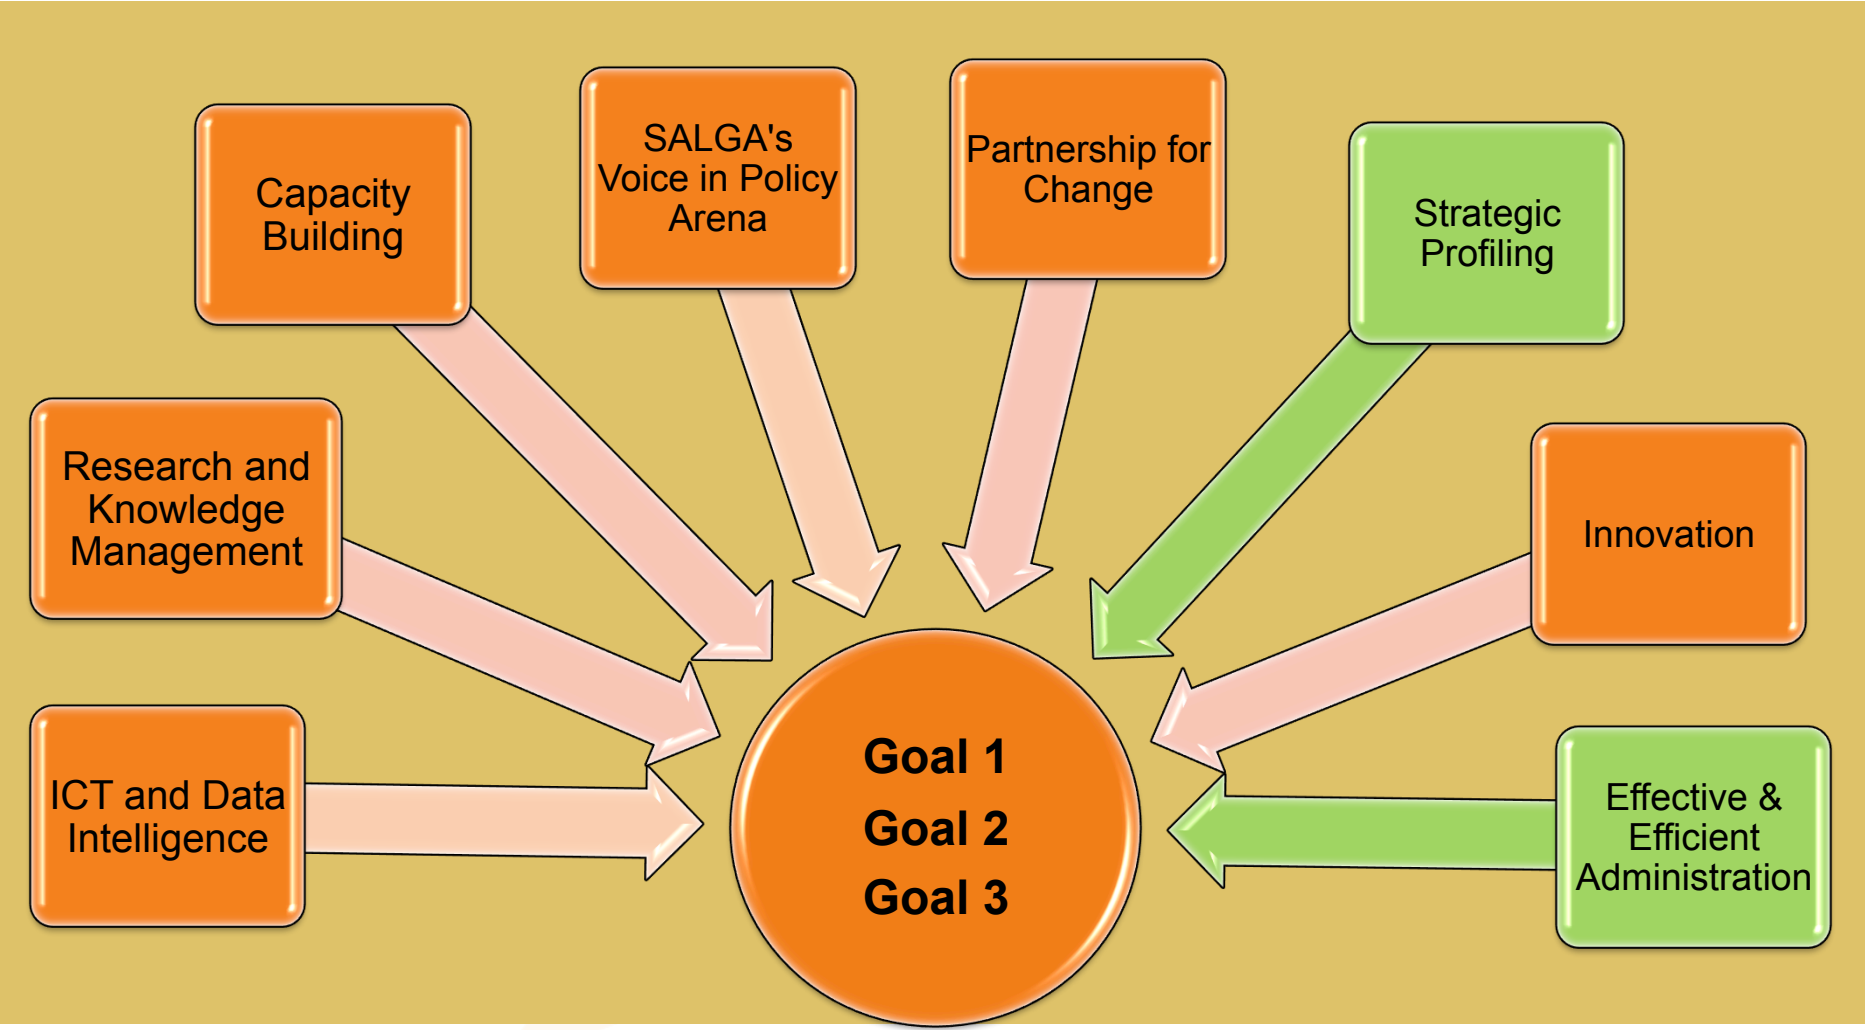 Capacity
Building
SALGA's
Voice in Policy
Arena
Partnership for
Change
Strategic
Profiling
Research and
Knowledge
Management
Innovation
ICT and Data
Intelligence
Goal 1
Goal 2
Goal 3
Effective &
Efficient
Administration